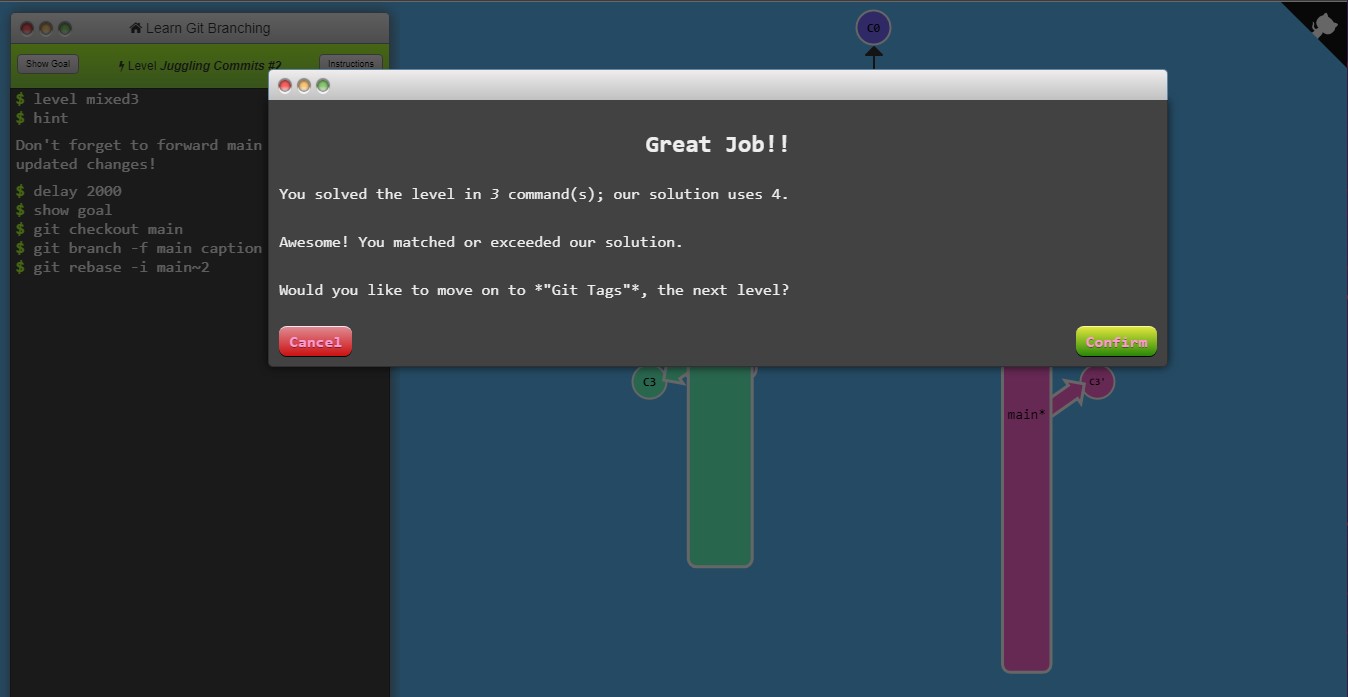 Learn Git Branching
Show Goal
Level Juggling Commits #2
Instructions
$ level mixed3
$ hint
Don't forget to forward main
updated changes!
$ delay 2000
$ show goal
$ git checkout main
$ git branch -f main caption
$ git rebase -i main~2
C0
Great Job!!
You solved the level in 3 command(s); our solution uses 4.
Awesome! You matched or exceeded our solution.
Would you like to move on to *"Git Tags"*, the next level?
Cancel
Confirm
C3
C3'
main*